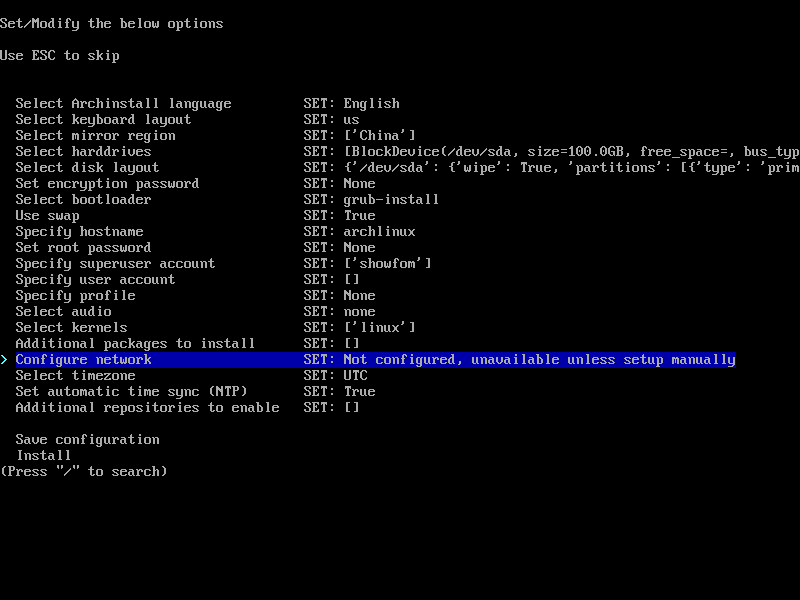 Set/Modify the below options
Use ESC to skip
Select Archinstall language SET: English
Select keyboard layout SET: us
Select mirror region SET: ['China']
Select harddrives SET: [BlockDevice(/dev/sda, size=100.0GB, free_space=, bus_typ
Select disk layout SET: {'/dev/sda': {'wipe': True, 'partitions': [{'type': 'prim
Set encryption password SET: None
Select bootloader SET: grub-install
Use swap SET: True
Specify hostname SET: archlinux
Set root password SET: None
Specify superuser account SET: ['showfom']
Specify user account SET: []
Specify profile SET: None
Select audio SET: none
Select kernels SET: ['linux']
Additional packages to install SET: []
> Configure network SET: Not configured, unavailable unless setup manually
Select timezone SET: UTC
Set automatic time sync (NTP) SET: True
Additional repositories to enable SET: []
Save configuration
Install
(Press "/" to search)